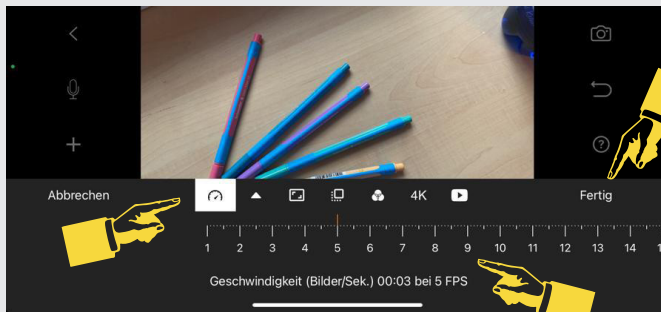 Abbrechen 4K Fertig
1 2 3 4 5 6 7 8 9 10 11 12 13 14
Geschwindigkeit (Bilder/Sek.) 00:03 bei 5 FPS